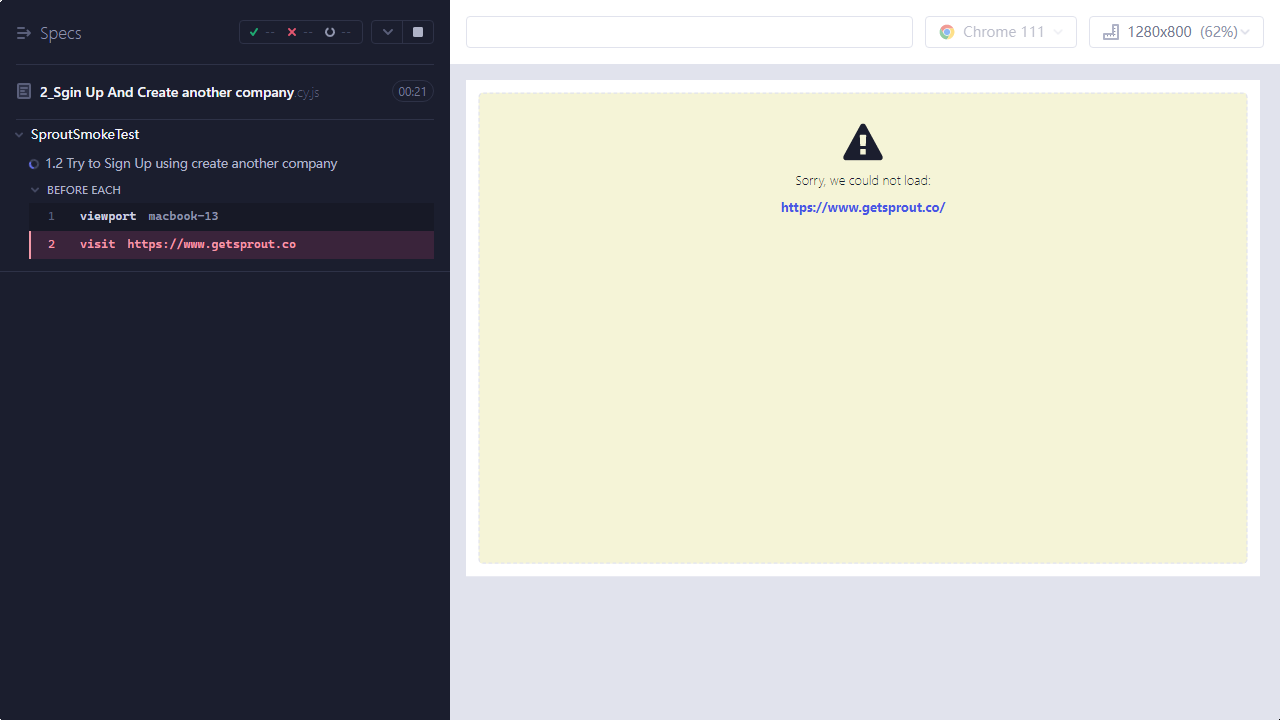 Specs
-- -- --
Chrome 111
1280x800 (62%)
2_Sgin Up And Create another company.cy.js
00:21
SproutSmokeTest
1.2 Try to Sign Up using create another company
BEFORE EACH
1 viewport macbook-13
2 visit https://www.getsprout.co
Sorry, we could not load:
https://www.getsprout.co/